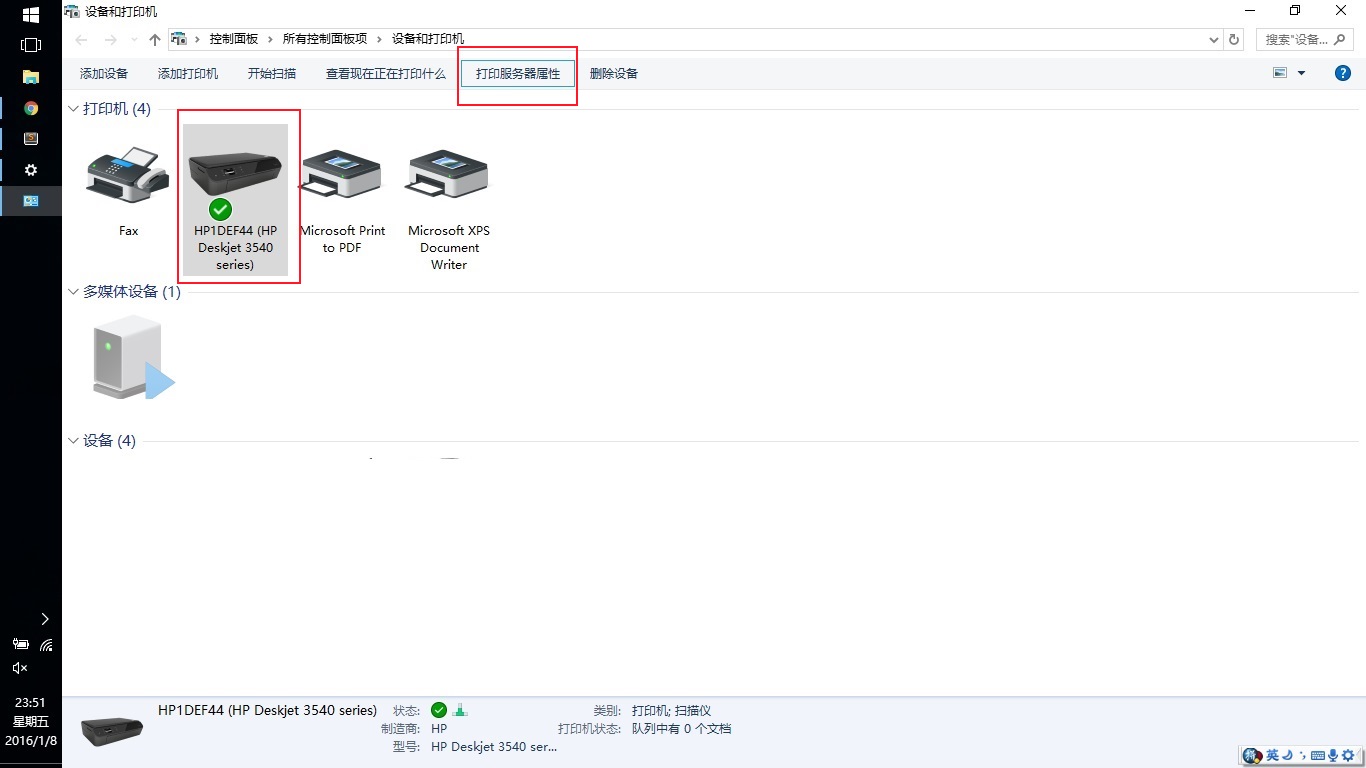 设备和打印机
控制面板 › 所有控制面板项 › 设备和打印机
搜索"设备...
添加设备 添加打印机 开始扫描 查看现在正在打印什么 打印服务器属性 删除设备
打印机 (4)
Fax
HP1DEF44 (HP
Deskjet 3540
series)
Microsoft Print
to PDF
Microsoft XPS
Document
Writer
多媒体设备 (1)
设备 (4)
23:51
星期五
2016/1/8
HP1DEF44 (HP Deskjet 3540 series)
状态:
类别: 打印机; 扫描仪
制造商: HP
打印机状态: 队列中有 0 个文档
型号: HP Deskjet 3540 ser...
英